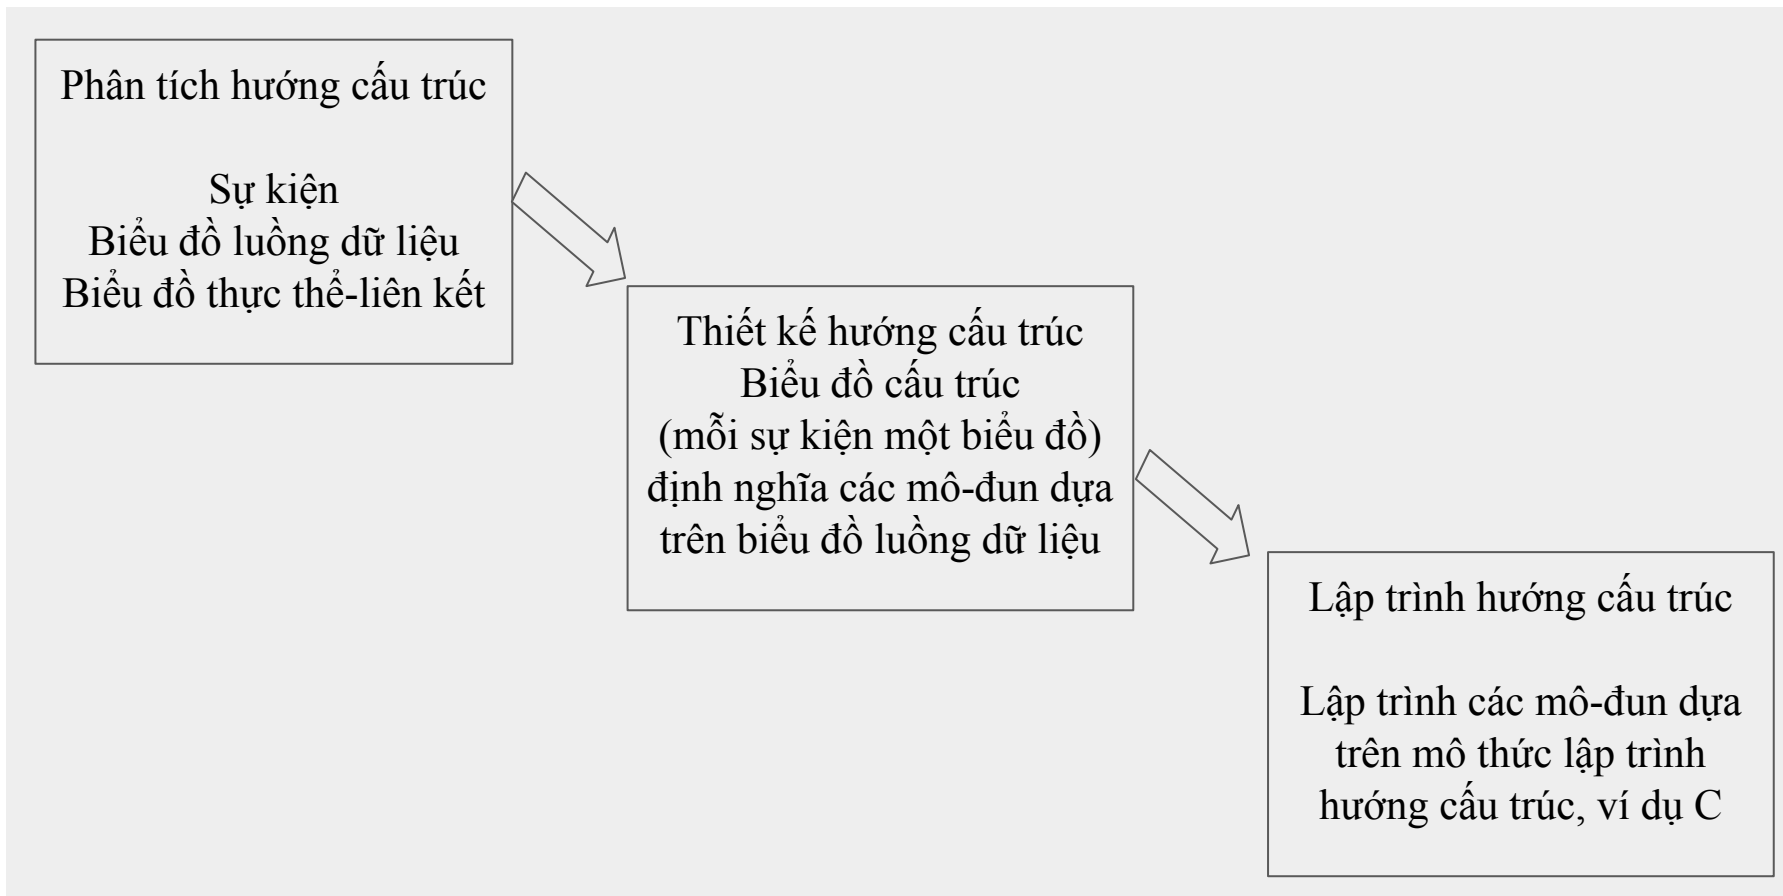 Phân tích hướng cấu trúc
Sự kiện
Biểu đồ luồng dữ liệu
Biểu đồ thực thể-liên kết
Thiết kế hướng cấu trúc
Biểu đồ cấu trúc
(mỗi sự kiện một biểu đồ)
định nghĩa các mô-đun dựa
trên biểu đồ luồng dữ liệu
Lập trình hướng cấu trúc
Lập trình các mô-đun dựa
trên mô thức lập trình
hướng cấu trúc, ví dụ C